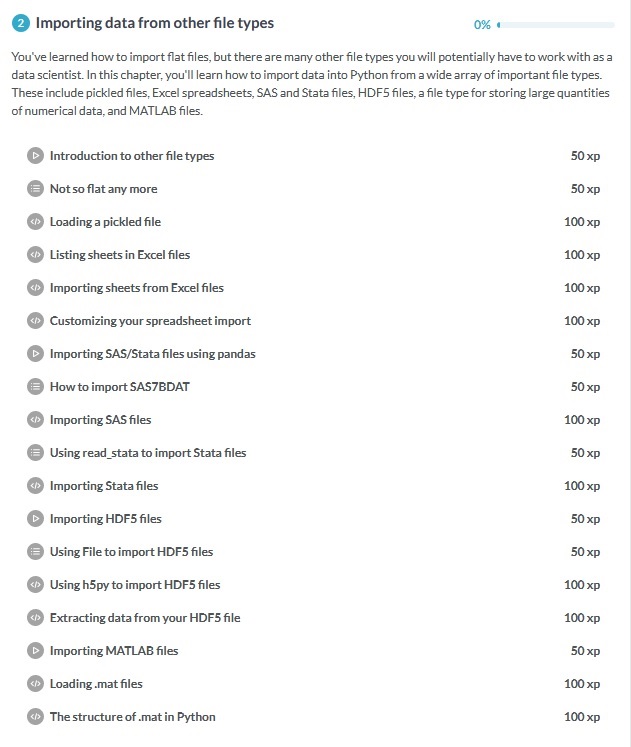 2 Importing data from other file types 0%
You've learned how to import flat files, but there are many other file types you will potentially have to work with as a
data scientist. In this chapter, you'll learn how to import data into Python from a wide array of important file types.
These include pickled files, Excel spreadsheets, SAS and Stata files, HDF5 files, a file type for storing large quantities
of numerical data, and MATLAB files.
Introduction to other file types 50 xp
Not so flat any more 50 xp
Loading a pickled file 100 xp
Listing sheets in Excel files 100 xp
Importing sheets from Excel files 100 xp
Customizing your spreadsheet import 100 xp
Importing SAS/Stata files using pandas 50 xp
How to import SAS7BDAT 50 xp
Importing SAS files 100 xp
Using read_stata to import Stata files 50 xp
Importing Stata files 100 xp
Importing HDF5 files 50 xp
Using File to import HDF5 files 50 xp
Using h5py to import HDF5 files 100 xp
Extracting data from your HDF5 file 100 xp
Importing MATLAB files 50 xp
Loading .mat files 100 xp
The structure of .mat in Python 100 xp